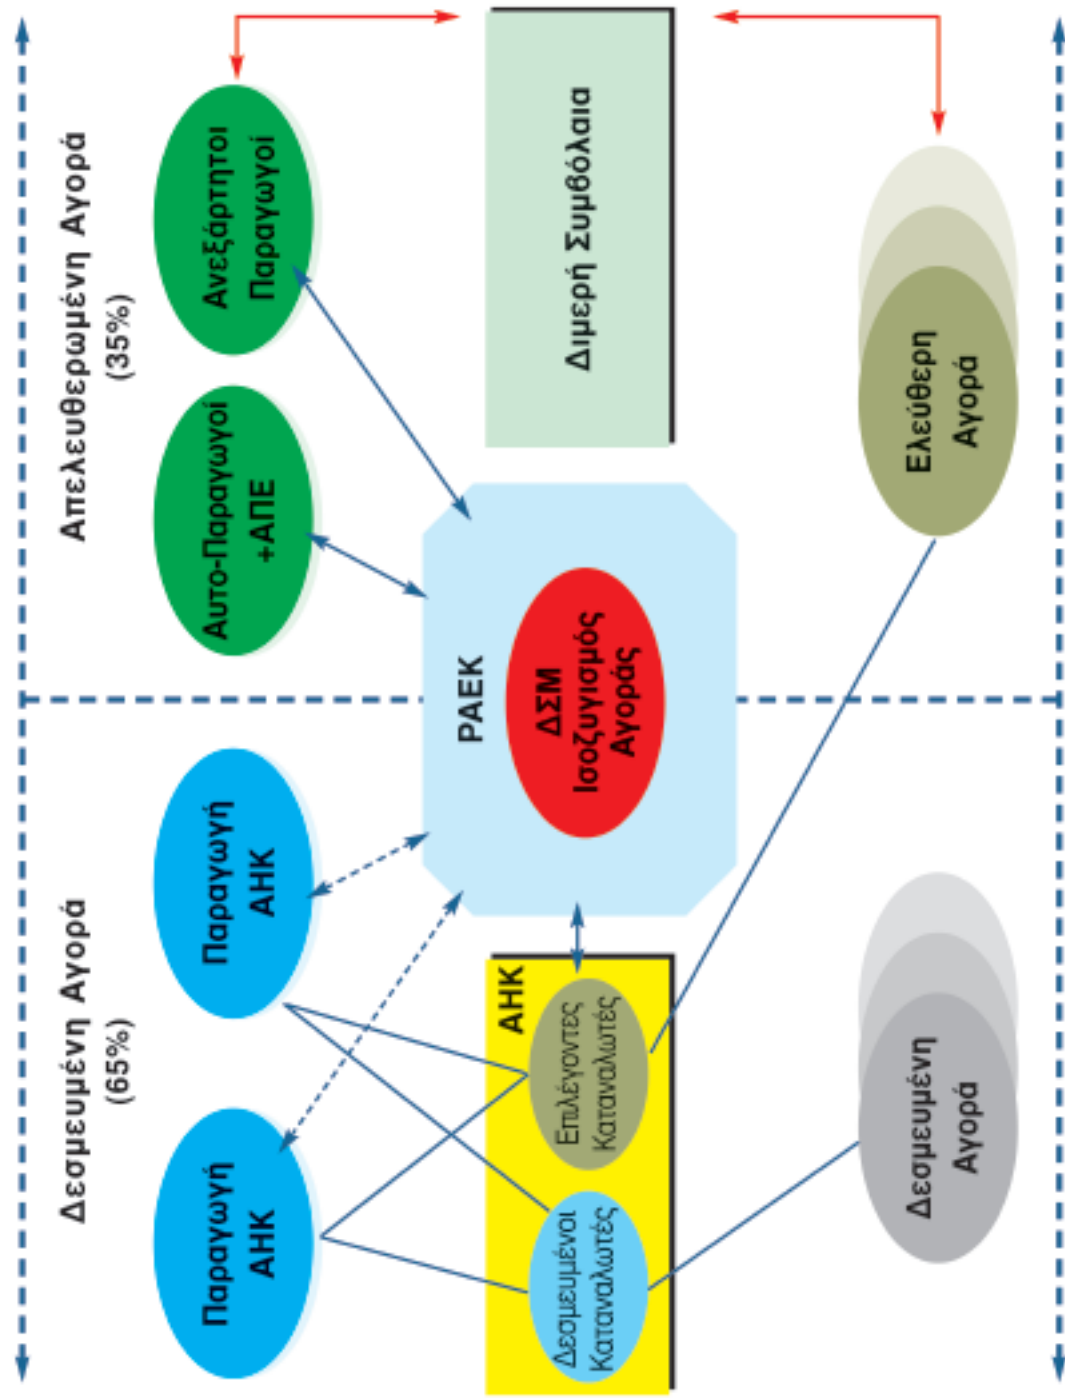 Δεσμευμένη Αγορά
(65%)
Απελευθερωμένη Αγορά
(35%)
Παραγωγή
ΑΗΚ
Παραγωγή
ΑΗΚ
Αυτο-Παραγωγοί
+ΑΠΕ
Ανεξάρτητοι
Παραγωγοί
ΑΗΚ
Δεσμευμένοι
Καταναλωτές
Επιλέγοντες
Καταναλωτές
ΡΑΕΚ
ΔΣΜ
Ισοζυγισμός
Αγοράς
Διμερή Συμβόλαια
Δεσμευμένη
Αγορά
Ελεύθερη
Αγορά